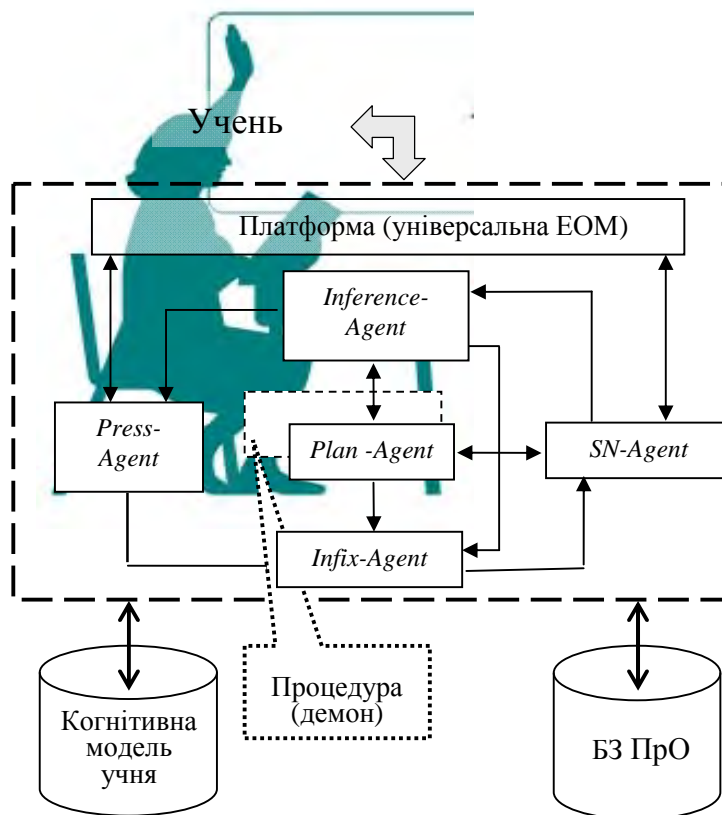 Учень
Платформа (універсальна ЕОМ)
Inference-
Agent
Press-
Agent
Plan -Agent
SN-Agent
Infix-Agent
Процедура
(демон)
Когнітивна
модель
учня
БЗ ПрО